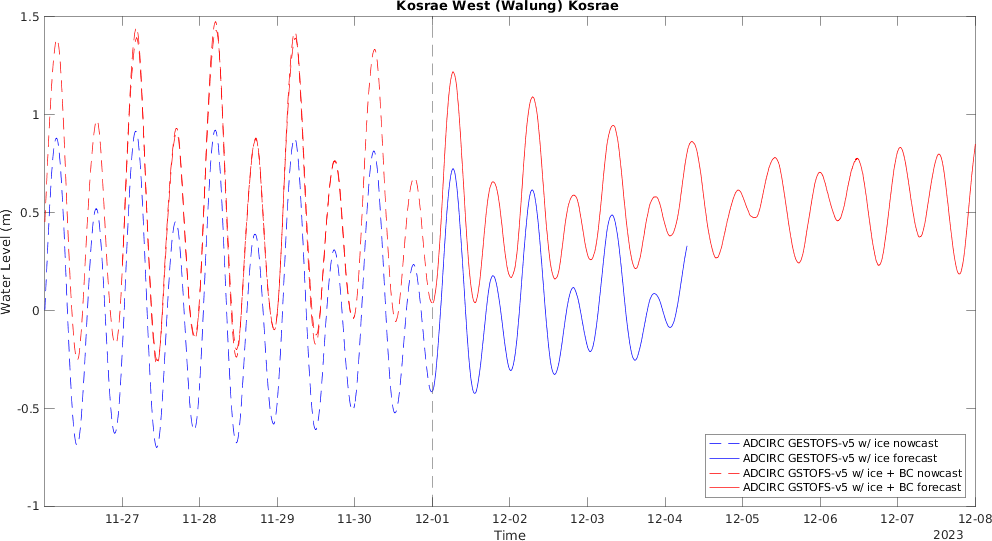 Kosrae West (Walung) Kosrae
1.5
1
0.5
0
-0.5
-1
Water Level (m)
ADCIRC GESTOFS-v5 w/ ice nowcast
ADCIRC GESTOFS-v5 w/ ice forecast
ADCIRC GSTOFS-v5 w/ ice + BC nowcast
ADCIRC GSTOFS-v5 w/ ice + BC forecast
11-27 11-28 11-29 11-30 12-01 12-02 12-03 12-04 12-05 12-06 12-07 12-08
Time
2023